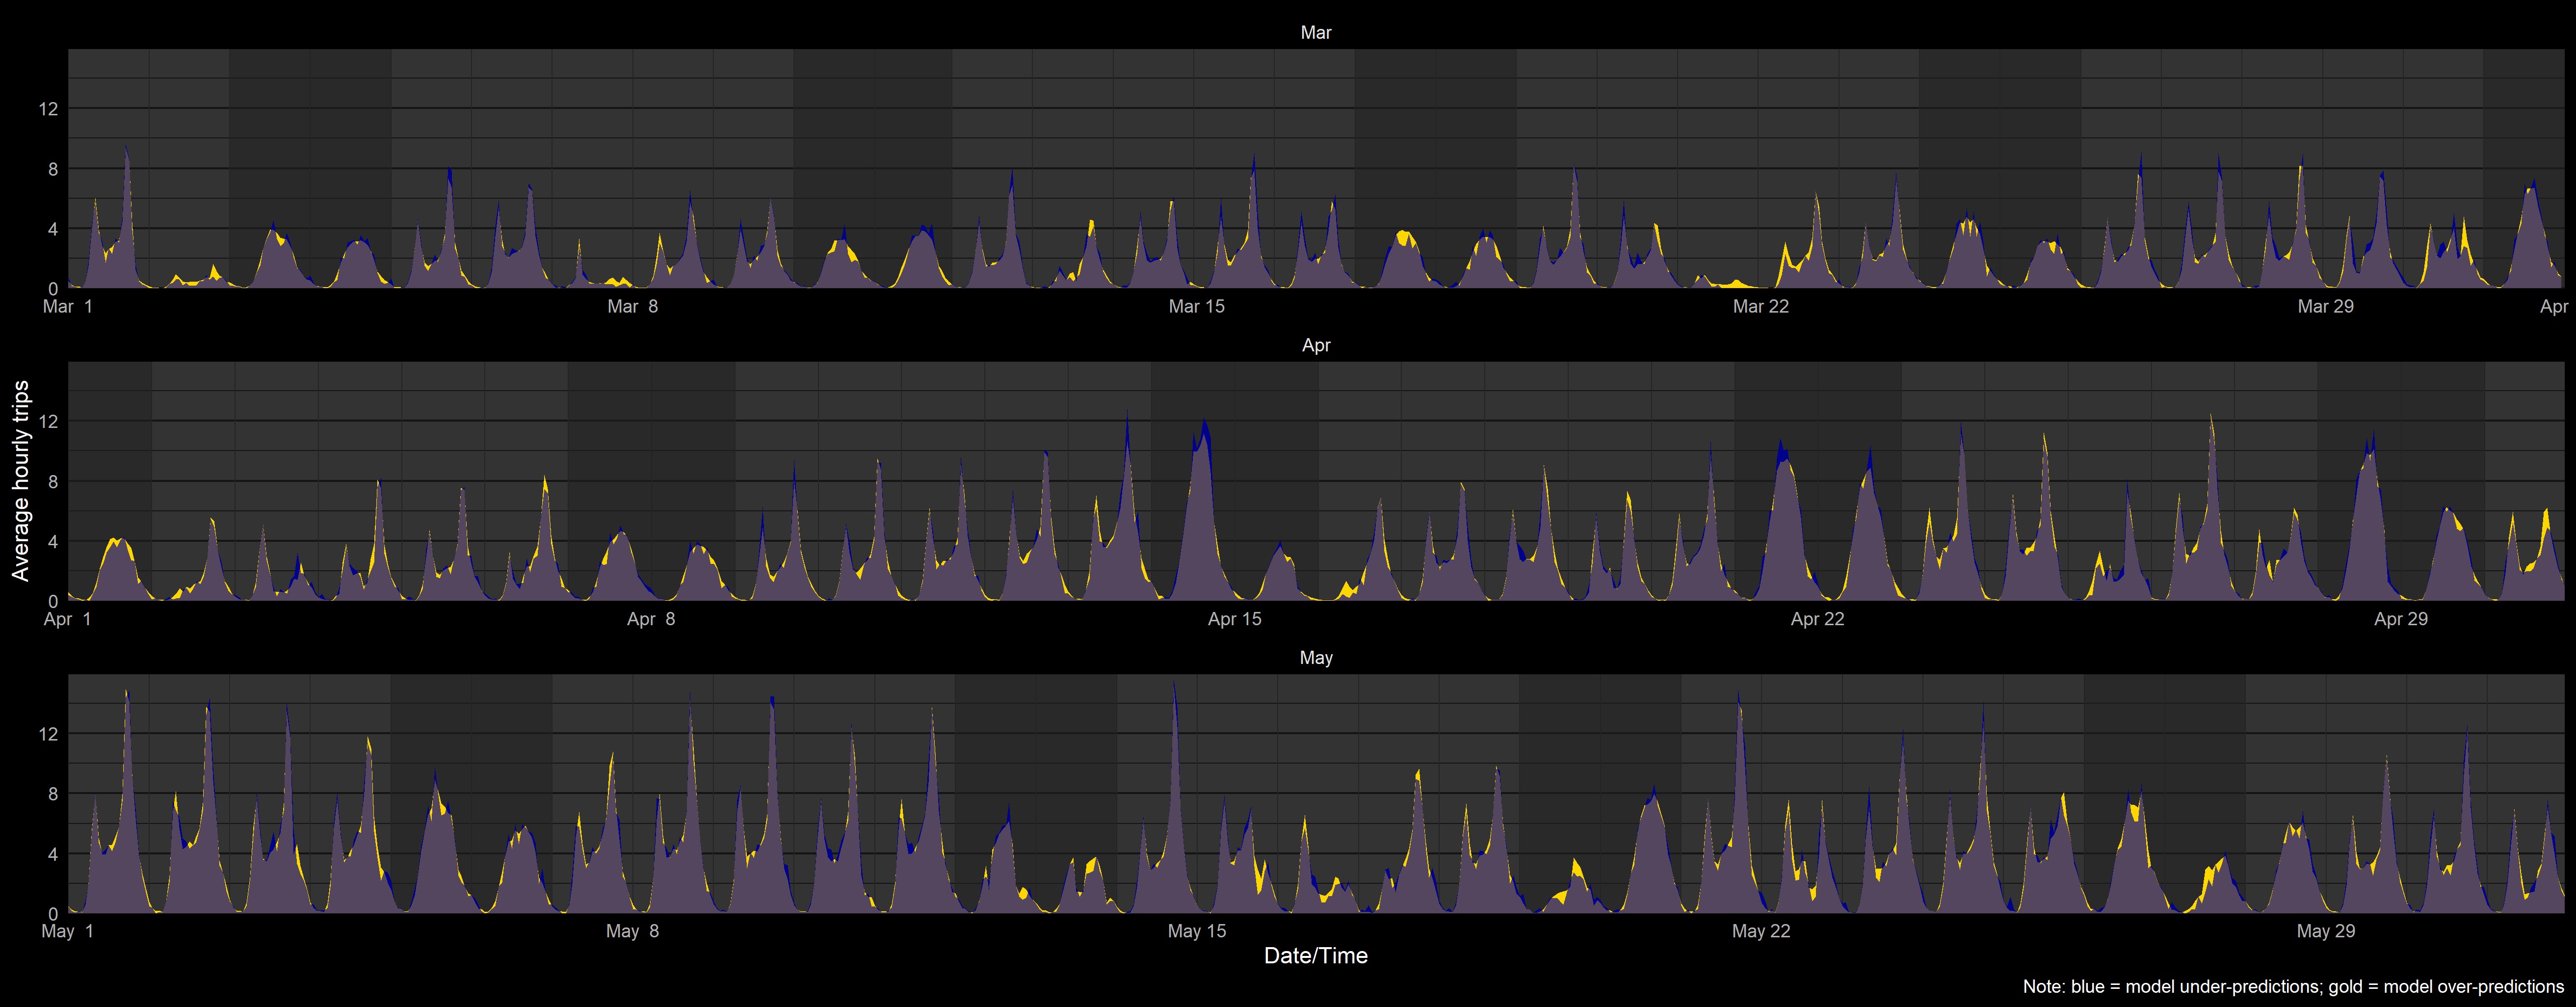 Mar
12
8
4
0
Mar 1 Mar 8 Mar 15 Mar 22 Mar 29 Apr
Apr
Average hourly trips
12
8
4
0
Apr 1 Apr 8 Apr 15 Apr 22 Apr 29
May
12
8
4
0
May 1 May 8 May 15 May 22 May 29
Date/Time
Note: blue = model under-predictions; gold = model over-predictions